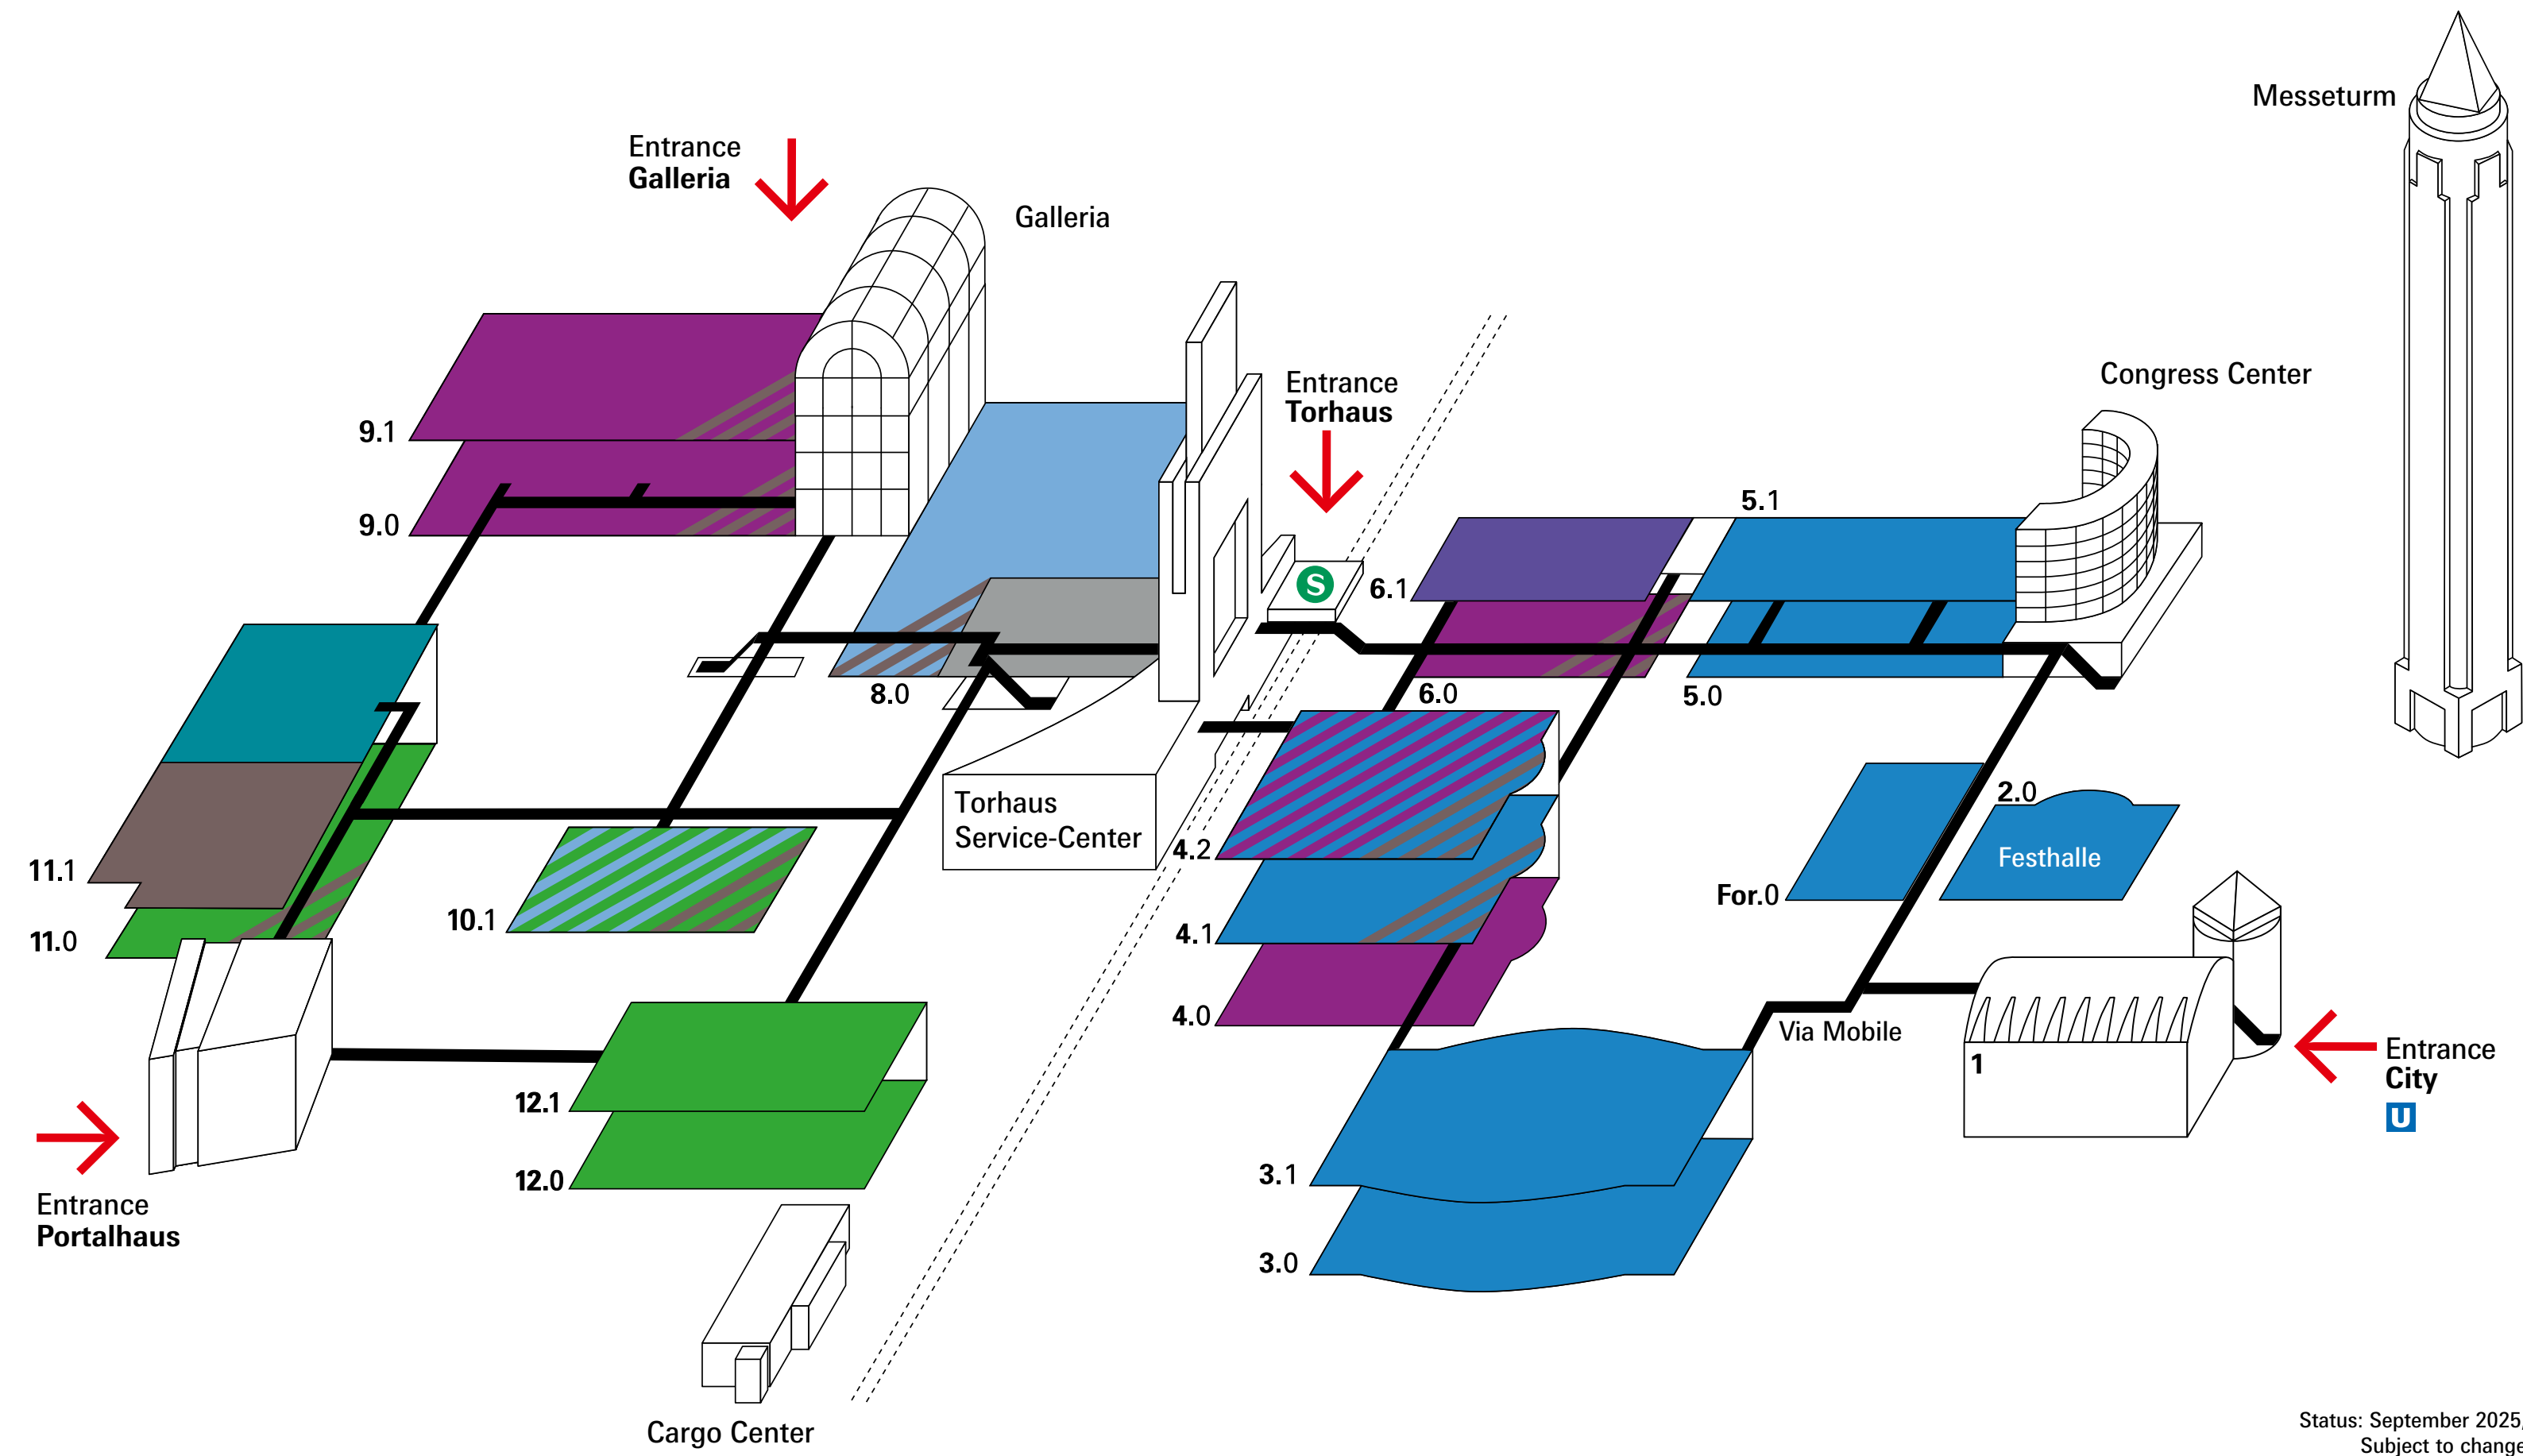 Messeturm
Entrance
Galleria
Galleria
Entrance
Torhaus
Congress Center
9.1
9.0
5.1
S
6.1
8.0
6.0
5.0
2.0
Festhalle
For.0
Torhaus
Service-Center
4.2
4.1
4.0
11.1
11.0
10.1
Via Mobile
1
Entrance
City
U
12.1
12.0
3.1
3.0
Entrance
Portalhaus
Cargo Center
Status: September 2025,
Subject to change